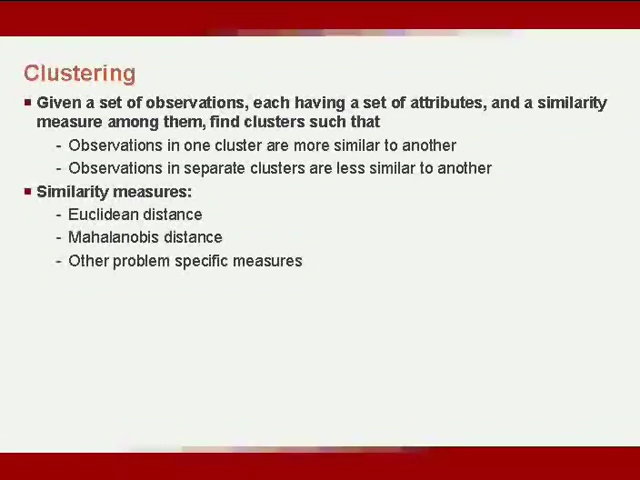 Clustering
Given a set of observations, each having a set of attributes, and a similarity
measure among them, find clusters such that
- Observations in one cluster are more similar to another
- Observations in separate clusters are less similar to another
Similarity measures:
- Euclidean distance
- Mahalanobis distance
- Other problem specific measures